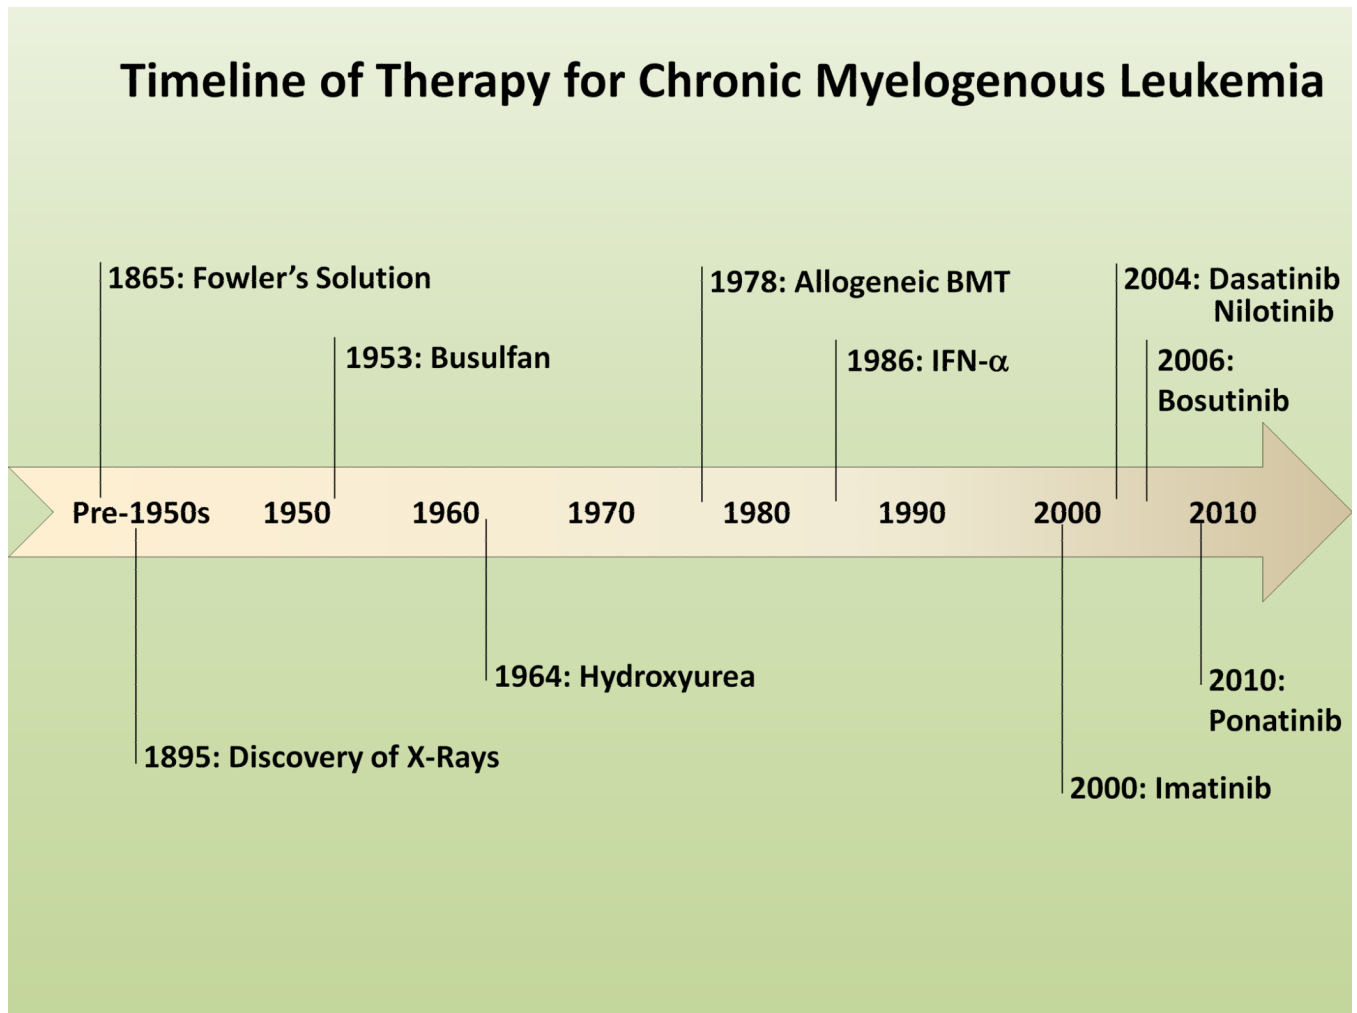 Timeline of Therapy for Chronic Myelogenous Leukemia
1865: Fowler’s Solution
1953: Busulfan
1978: Allogeneic BMT
1986: IFN-α
2004: Dasatinib
Nilotinib
2006:
Bosutinib
Pre-1950s 1950 1960 1970 1980 1990 2000 2010
1964: Hydroxyurea
1895: Discovery of X-Rays
2010:
Ponatinib
2000: Imatinib